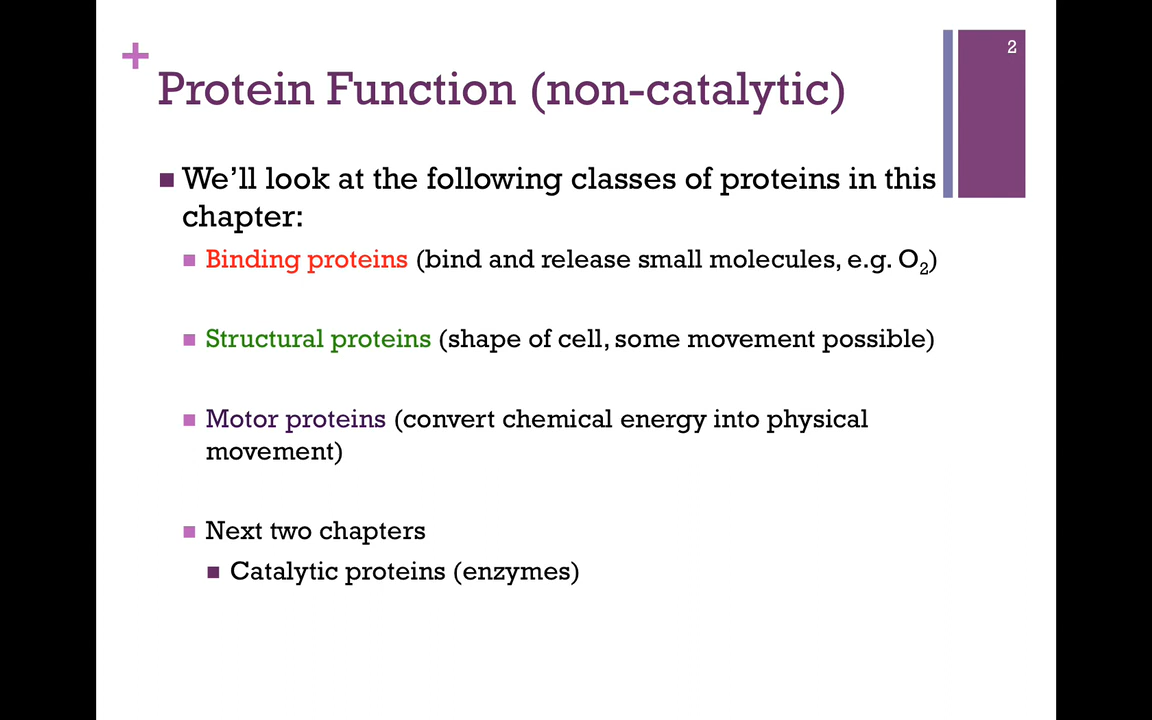 2
+
Protein Function (non-catalytic)
■ We’ll look at the following classes of proteins in this
chapter:
■ Binding proteins (bind and release small molecules, e.g. O₂)
■ Structural proteins (shape of cell, some movement possible)
■ Motor proteins (convert chemical energy into physical
movement)
■ Next two chapters
■ Catalytic proteins (enzymes)